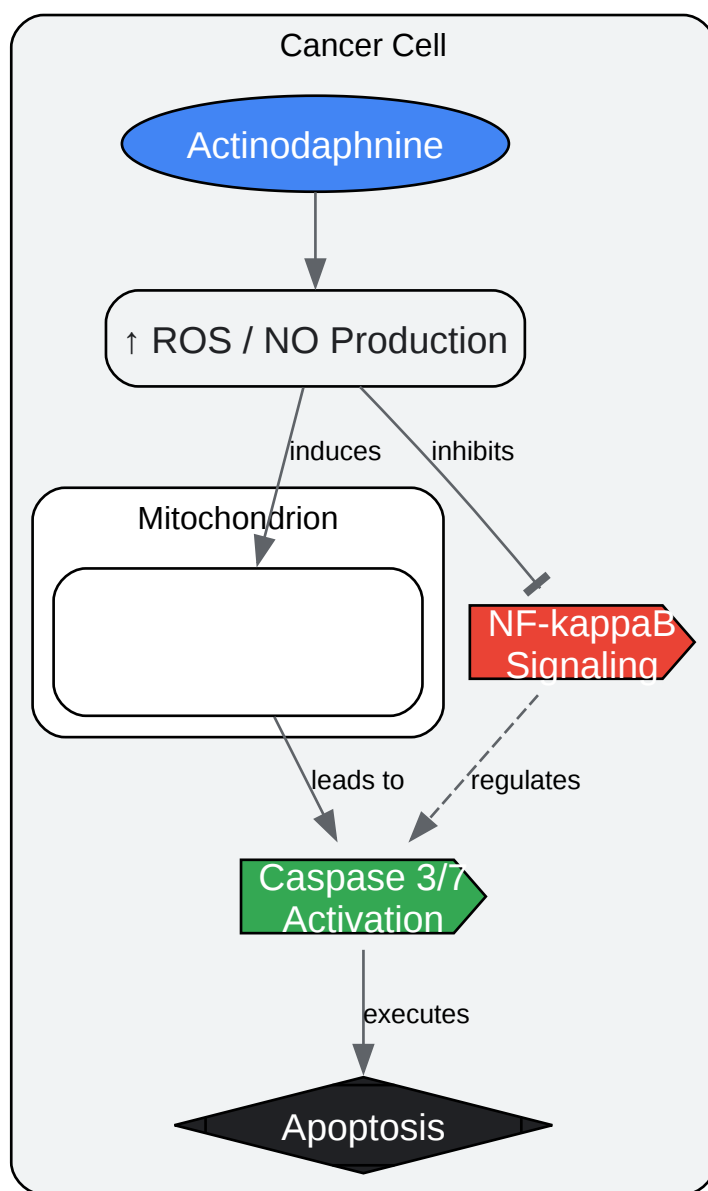 Cancer Cell
Actinodaphnine
↑ ROS / NO Production
induces
inhibits
Mitochondrion
NF-kappaB
Signaling
leads to
regulates
Caspase 3/7
Activation
executes
Apoptosis